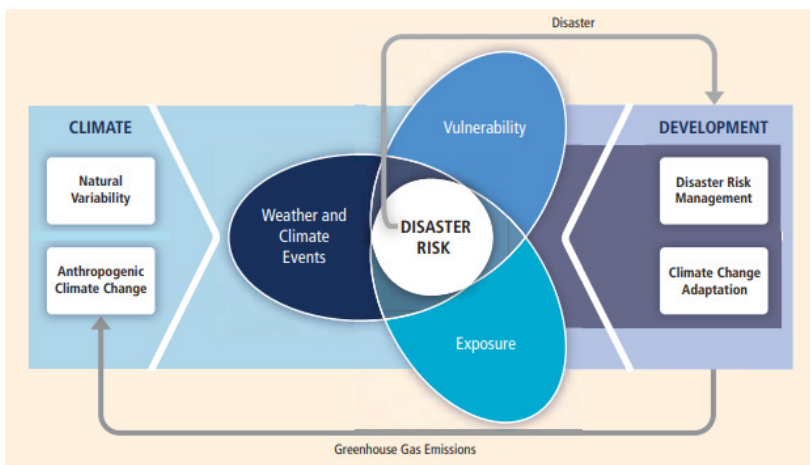 Disaster
CLIMATE
Natural
Variability
Anthropogenic
Climate Change
Weather and
Climate
Events
Vulnerability
DISASTER
RISK
Exposure
DEVELOPMENT
Disaster Risk
Management
Climate Change
Adaptation
Greenhouse Gas Emissions